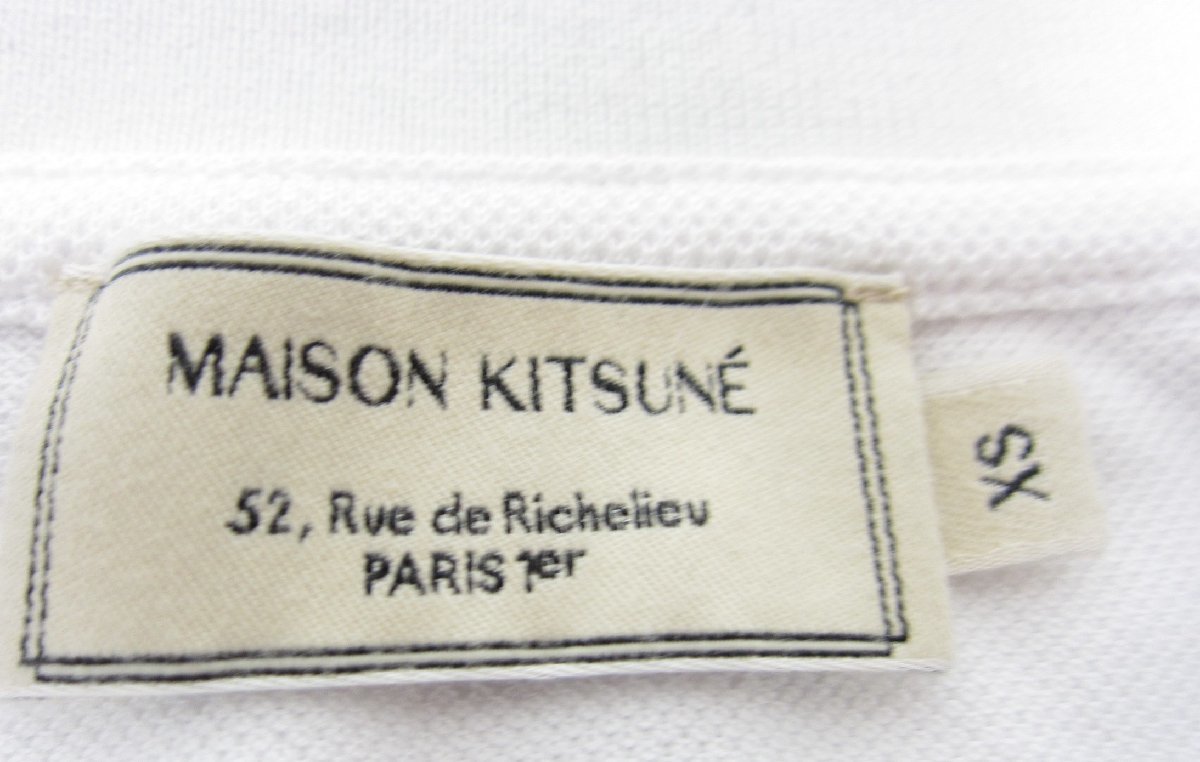 MAISON KITSUNÉ
52, Rue de Richelieu
PARIS 1er
XS